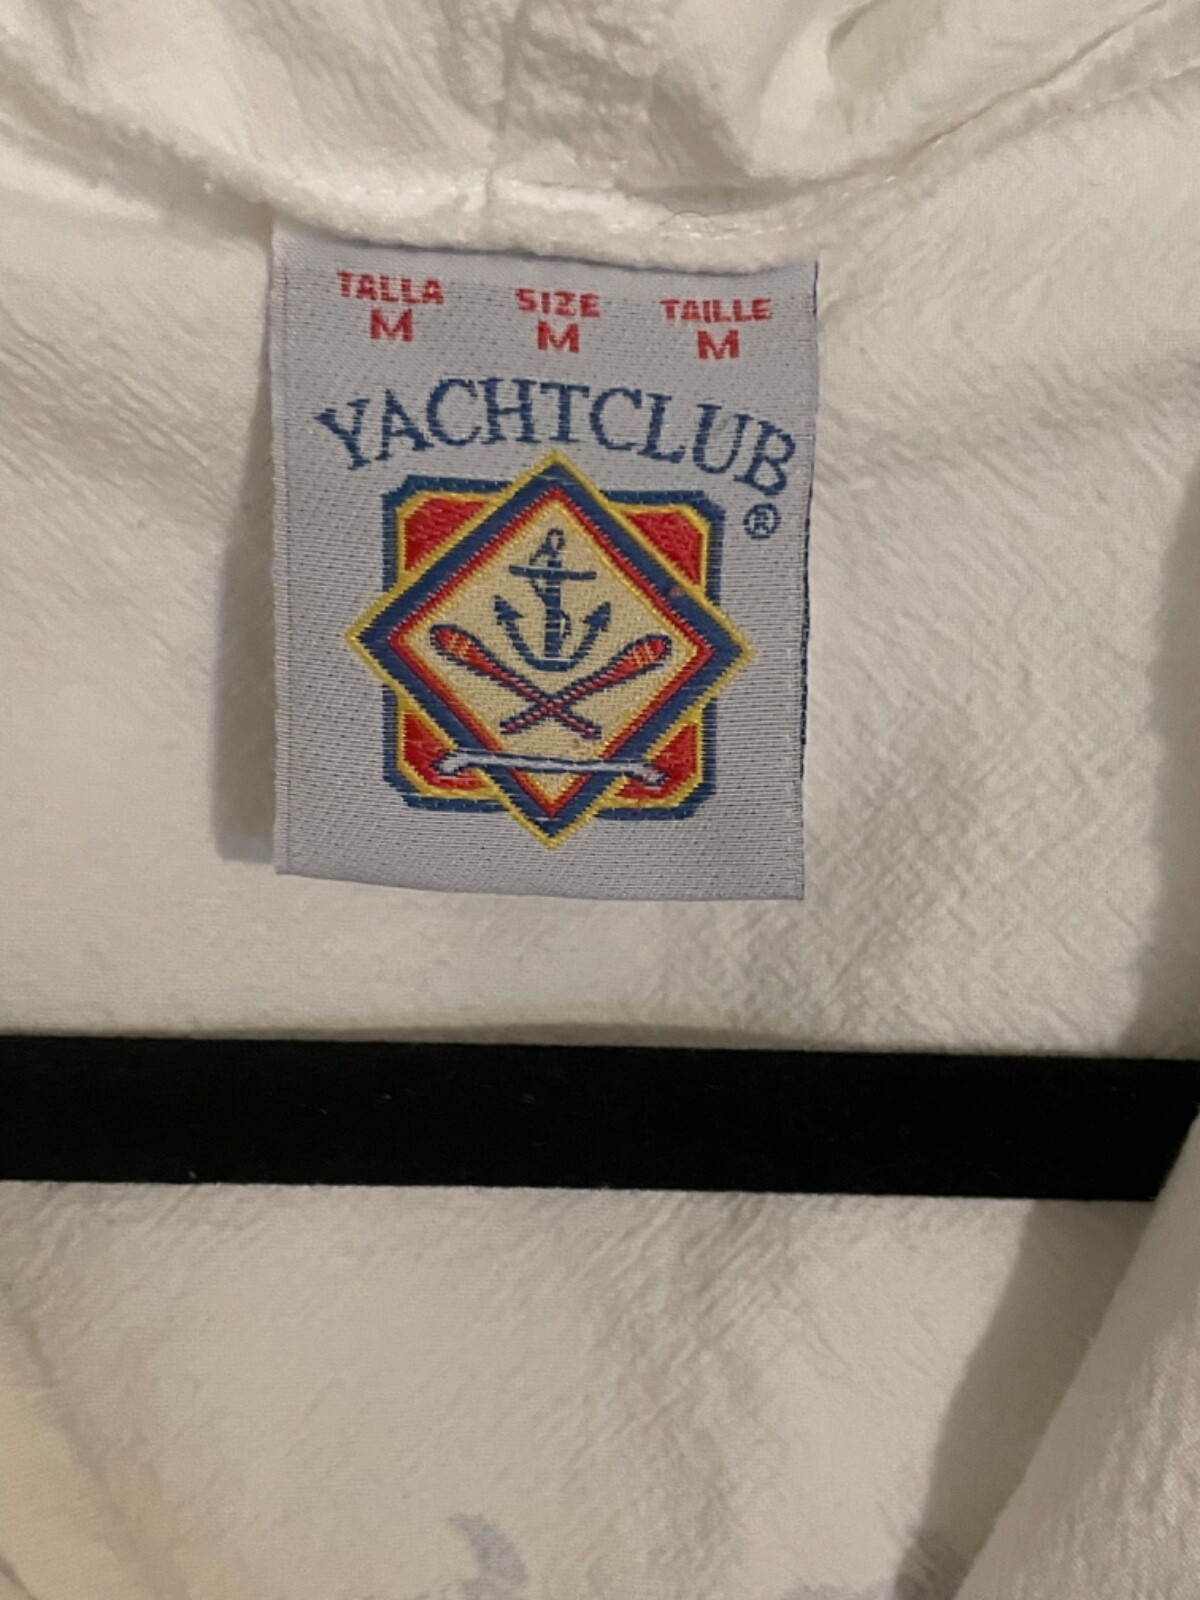 TALLA SIZE TAILLE
M M M
YACHTCLUB
®